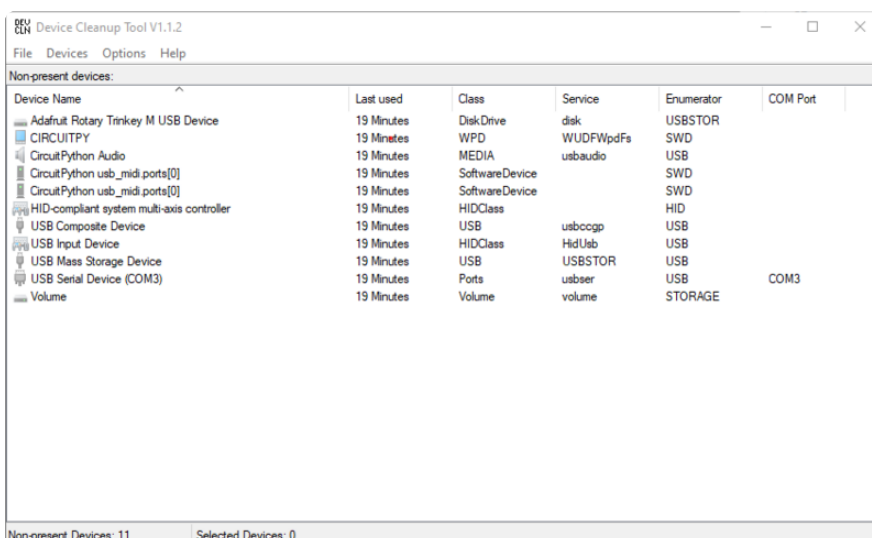 DEV CLN Device Cleanup Tool V1.1.2
File Devices Options Help
Non-present devices:
Device Name Last used Class Service Enumerator COM Port
Adafruit Rotary Trinkey M USB Device 19 Minutes DiskDrive disk USBSTOR
CIRCUITPY 19 Minutes WPD WUDFWpdFs SWD
CircuitPython Audio 19 Minutes MEDIA usbaudio USB
CircuitPython usb_midi.ports[0] 19 Minutes SoftwareDevice SWD
CircuitPython usb_midi.ports[0] 19 Minutes SoftwareDevice SWD
HID-compliant system multi-axis controller 19 Minutes HIDClass HID
USB Composite Device 19 Minutes USB usbccgp USB
USB Input Device 19 Minutes HIDClass HidUsb USB
USB Mass Storage Device 19 Minutes USB USBSTOR USB
USB Serial Device (COM3) 19 Minutes Ports usbser USB COM3
Volume 19 Minutes Volume volume STORAGE
Non-present Devices: 11 Selected Devices: 0